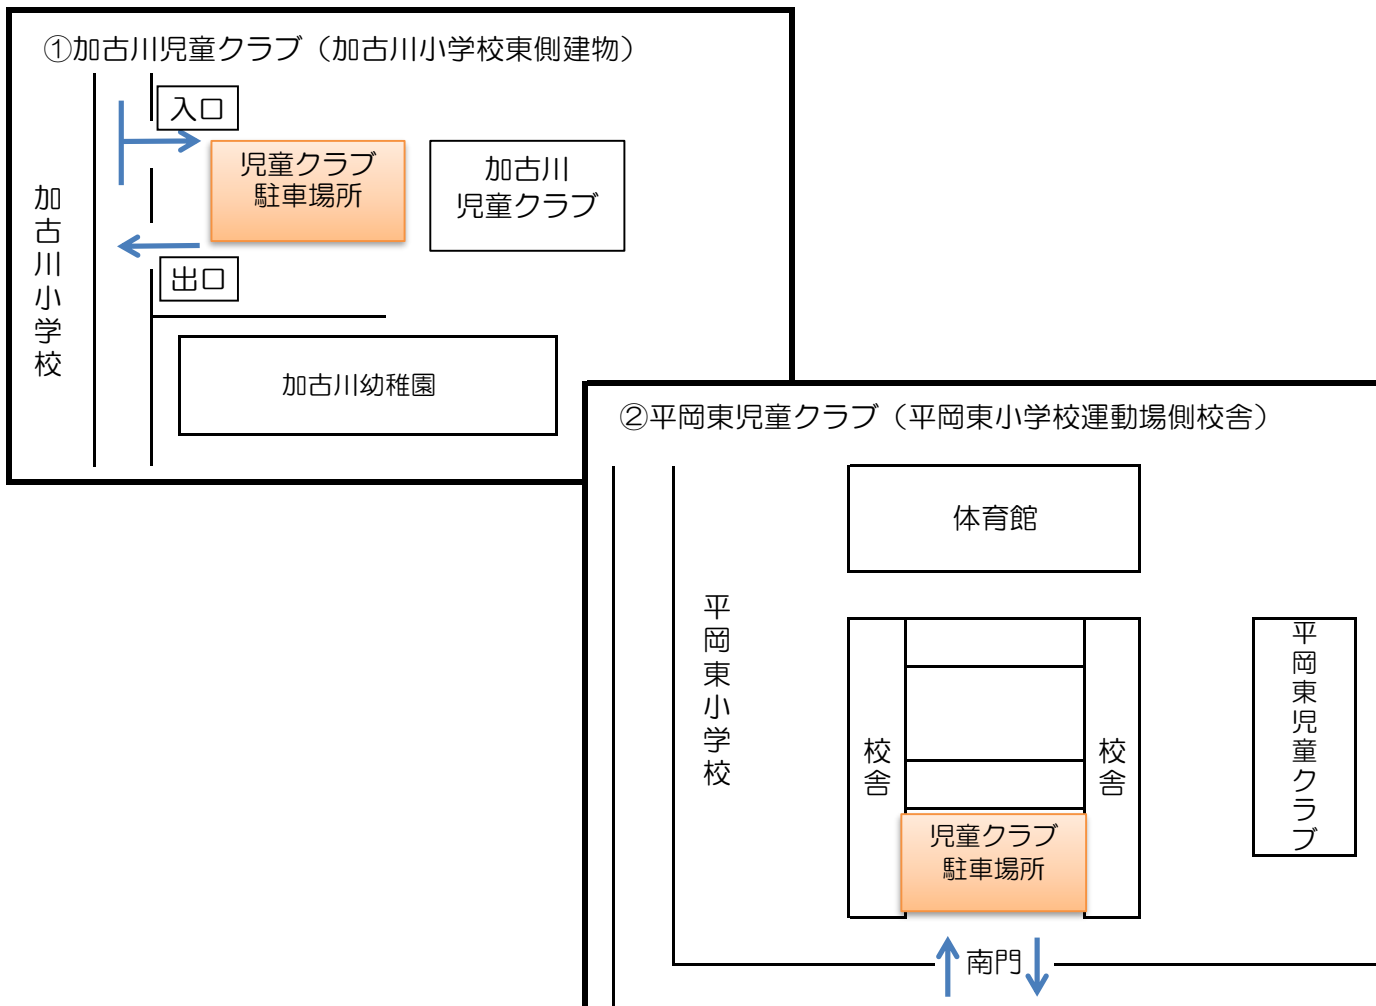 ①加古川児童クラブ（加古川小学校東側建物）
入口
児童クラブ
駐車場所
加古川
児童クラブ
加古川小学校
出口
加古川幼稚園
②平岡東児童クラブ（平岡東小学校運動場側校舎）
体育館
平岡東小学校
校舎
校舎
平岡東児童クラブ
児童クラブ
駐車場所
南門